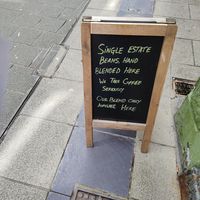 SINGLE ESTATE
BEANS, HAND
BLENDED HERE
WE TAKE COFFEE
SERIOUSLY
OUR BLEND ONLY
AVAILABLE HERE